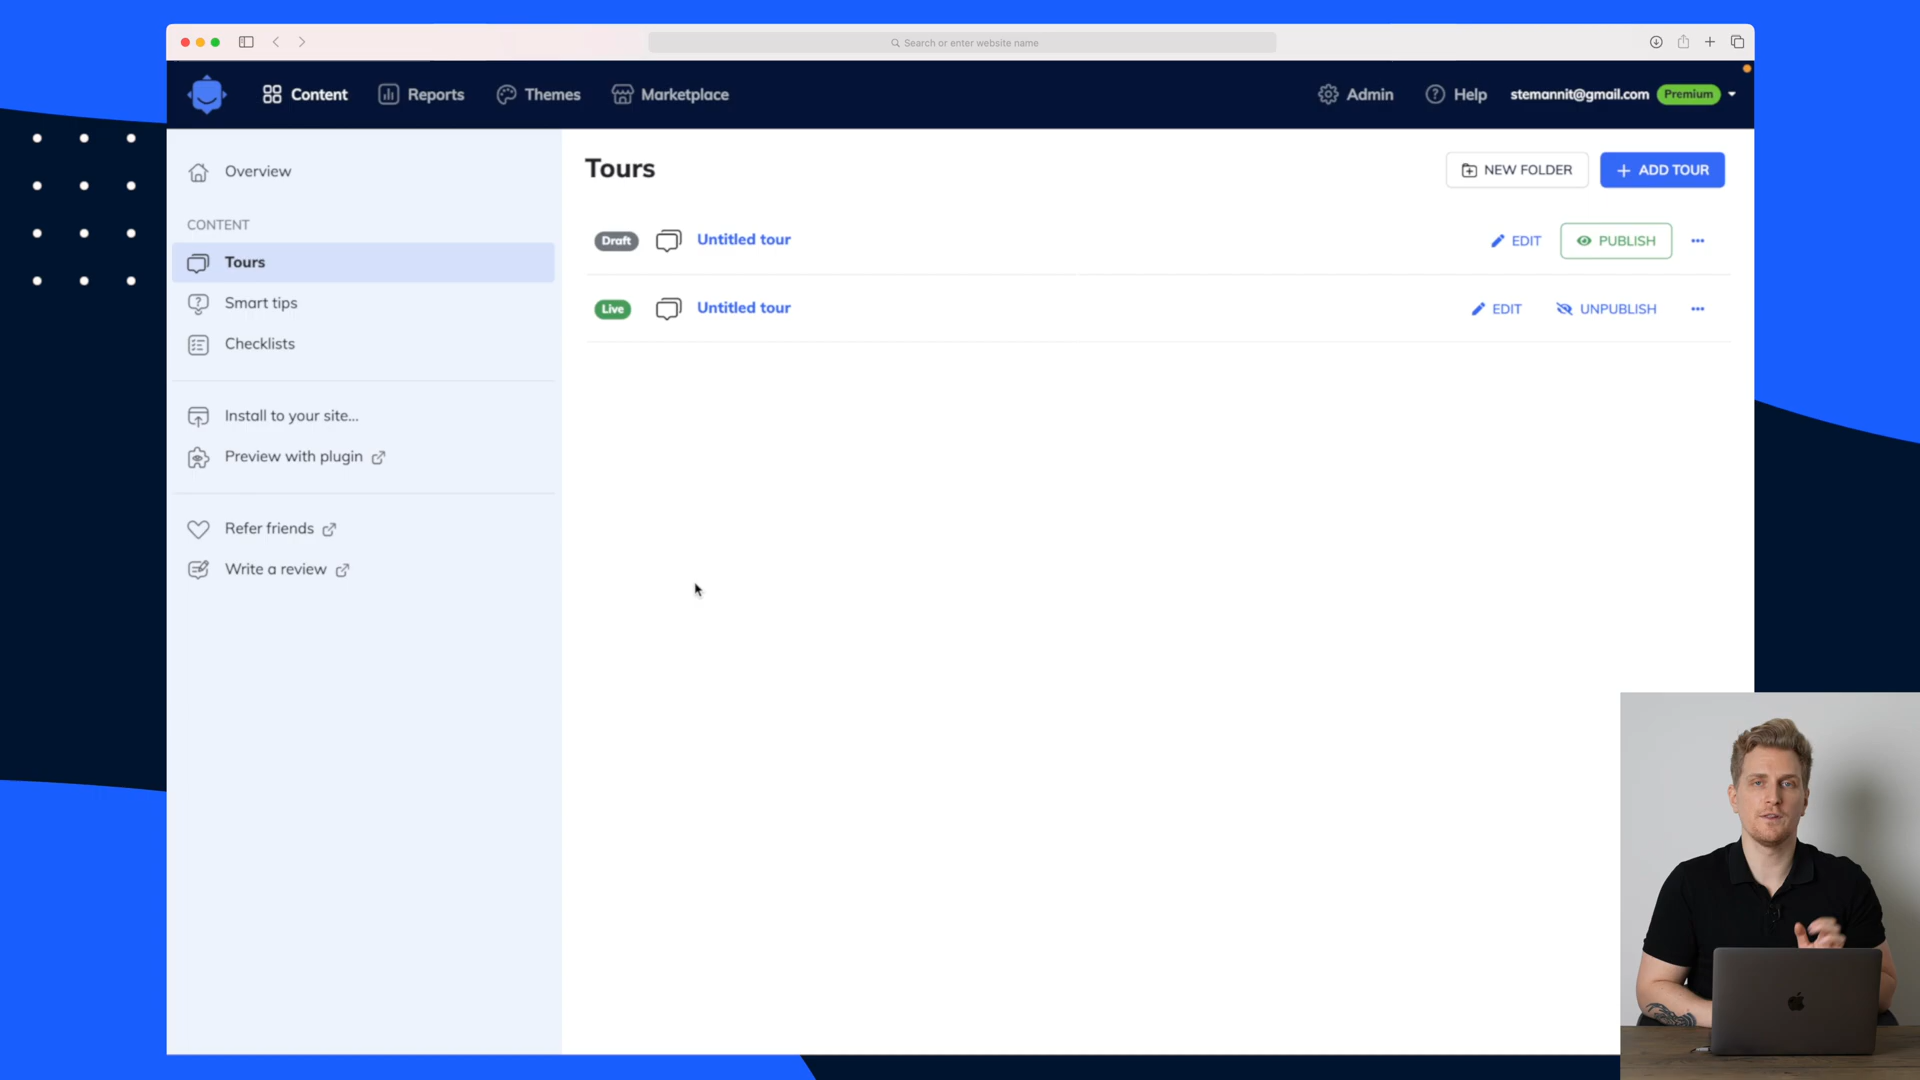 Search or enter website name
Content
Reports
Themes
Marketplace
Admin
Help
stemannit@gmail.com
Premium
Overview
CONTENT
Tours
Smart tips
Checklists
Install to your site...
Preview with plugin
Refer friends
Write a review
Tours
NEW FOLDER
+ ADD TOUR
Draft
Untitled tour
EDIT
PUBLISH
Live
Untitled tour
EDIT
UNPUBLISH